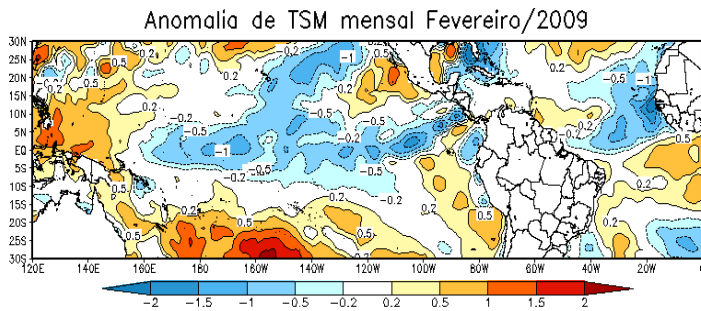 Anomalia de TSM mensal Fevereiro/2009
30N
25N
20N
15N
10N
5N
EQ
5S
10S
15S
20S
25S
30S
120E 140E 160E 180 160W 140W 120W 100W 80W 60W 40W 20W
-2 -1.5 -1 -0.5 -0.2 0.2 0.5 1 1.5 2